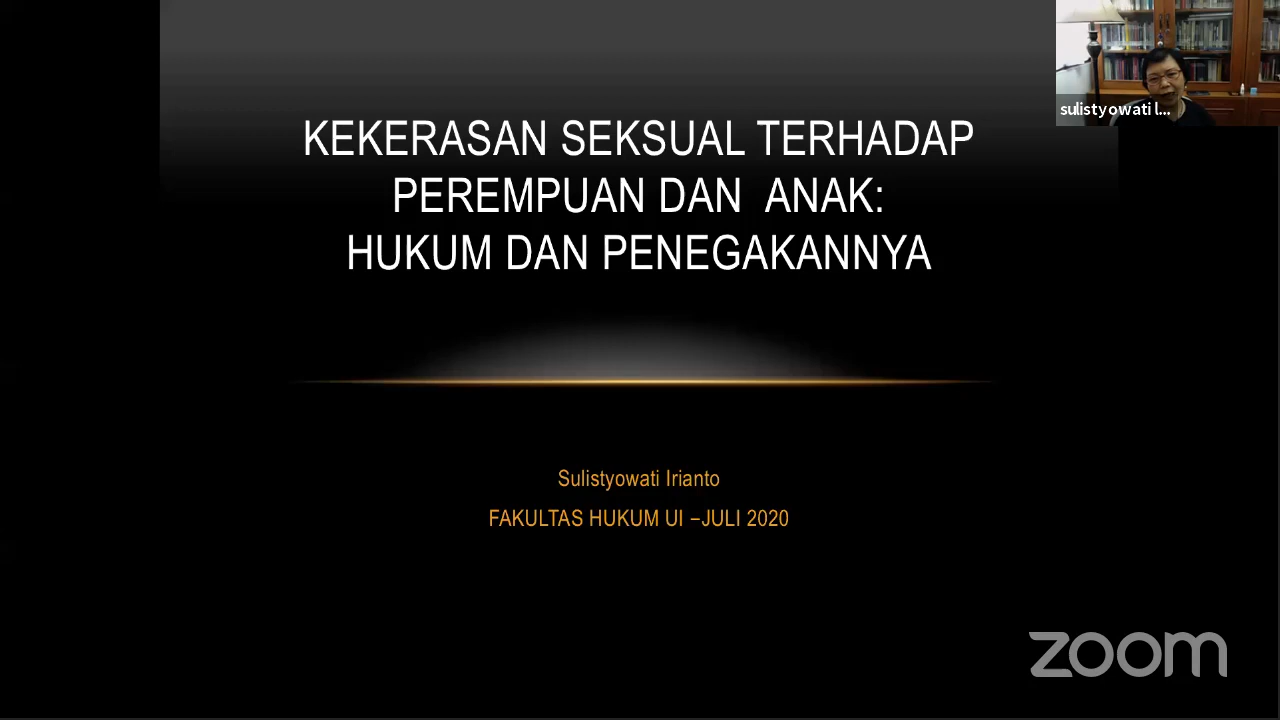 KEKERASAN SEKSUAL TERHADAP
PEREMPUAN DAN ANAK:
HUKUM DAN PENEGAKANNYA
sulistyowati I...
Sulistyowati Irianto
FAKULTAS HUKUM UI –JULI 2020
zoom